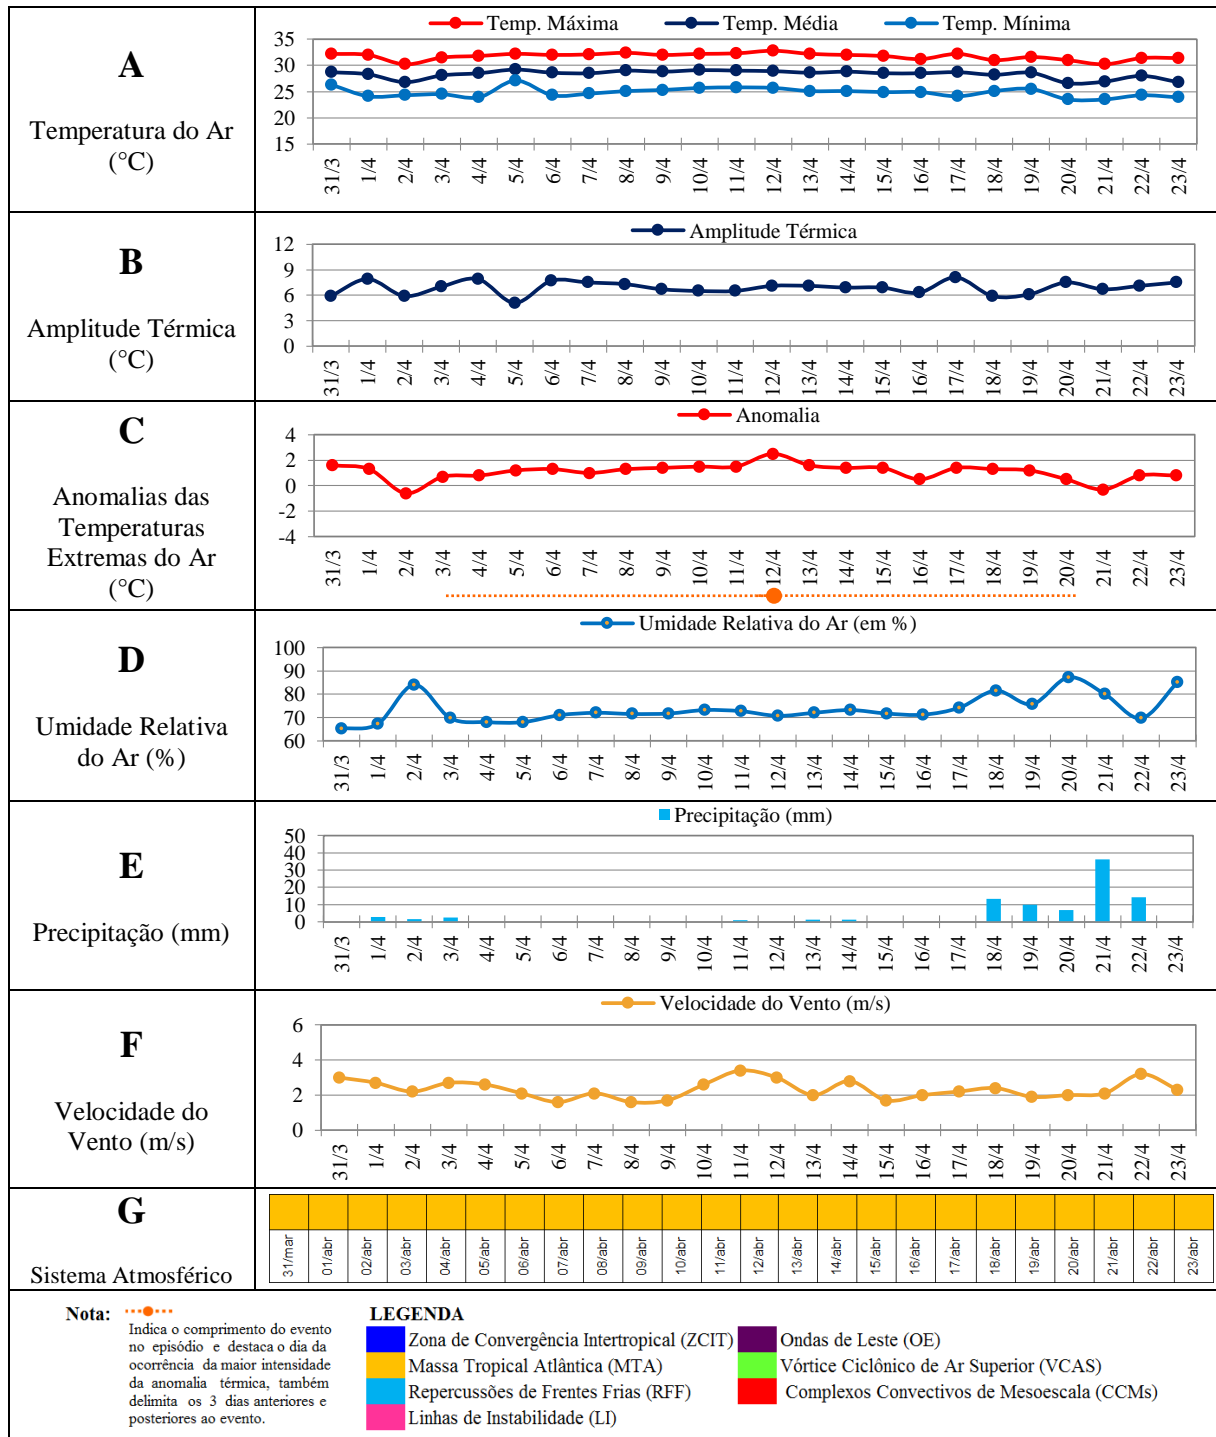 A
Temperatura do Ar
(°C)
Temp. Máxima Temp. Média Temp. Mínima
35
30
25
20
15
31/3 1/4 2/4 3/4 4/4 5/4 6/4 7/4 8/4 9/4 10/4 11/4 12/4 13/4 14/4 15/4 16/4 17/4 18/4 19/4 20/4 21/4 22/4 23/4
B
Amplitude Térmica
(°C)
Amplitude Térmica
12
9
6
3
0
31/3 1/4 2/4 3/4 4/4 5/4 6/4 7/4 8/4 9/4 10/4 11/4 12/4 13/4 14/4 15/4 16/4 17/4 18/4 19/4 20/4 21/4 22/4 23/4
C
Anomalias das
Temperaturas
Extremas do Ar
(°C)
Anomalia
4
2
0
-2
-4
31/3 1/4 2/4 3/4 4/4 5/4 6/4 7/4 8/4 9/4 10/4 11/4 12/4 13/4 14/4 15/4 16/4 17/4 18/4 19/4 20/4 21/4 22/4 23/4
D
Umidade Relativa
do Ar (%)
Umidade Relativa do Ar (em %)
100
90
80
70
60
31/3 1/4 2/4 3/4 4/4 5/4 6/4 7/4 8/4 9/4 10/4 11/4 12/4 13/4 14/4 15/4 16/4 17/4 18/4 19/4 20/4 21/4 22/4 23/4
E
Precipitação (mm)
Precipitação (mm)
50
40
30
20
10
0
31/3 1/4 2/4 3/4 4/4 5/4 6/4 7/4 8/4 9/4 10/4 11/4 12/4 13/4 14/4 15/4 16/4 17/4 18/4 19/4 20/4 21/4 22/4 23/4
F
Velocidade do
Vento (m/s)
Velocidade do Vento (m/s)
6
4
2
0
31/3 1/4 2/4 3/4 4/4 5/4 6/4 7/4 8/4 9/4 10/4 11/4 12/4 13/4 14/4 15/4 16/4 17/4 18/4 19/4 20/4 21/4 22/4 23/4
G
Sistema Atmosférico
31/mar 01/abr 02/abr 03/abr 04/abr 05/abr 06/abr 07/abr 08/abr 09/abr 10/abr 11/abr 12/abr 13/abr 14/abr 15/abr 16/abr 17/abr 18/abr 19/abr 20/abr 21/abr 22/abr 23/abr
Nota:
Indica o comprimento do evento
no episódio e destaca o dia da
ocorrência da maior intensidade
da anomalia térmica, também
delimita os 3 dias anteriores e
posteriores ao evento.
LEGENDA
Zona de Convergência Intertropical (ZCIT)
Massa Tropical Atlântica (MTA)
Repercussões de Frentes Frias (RFF)
Linhas de Instabilidade (LI)
Ondas de Leste (OE)
Vórtice Ciclônico de Ar Superior (VCAS)
Complexos Convectivos de Mesoescala (CCMs)